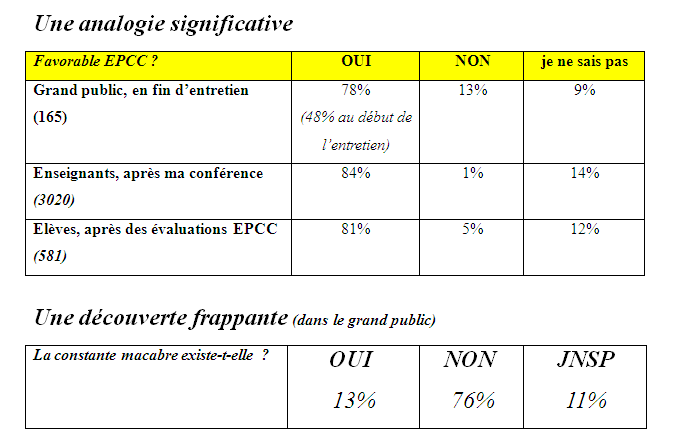 Une analogie significative
Favorable EPCC ? OUI NON je ne sais pas
Grand public, en fin d’entretien 78% 13% 9%
(165) (48% au début de
l’entretien)
Enseignants, après ma conférence 84% 1% 14%
(3020)
Elèves, après des évaluations EPCC 81% 5% 12%
(581)
Une découverte frappante (dans le grand public)
La constante macabre existe-t-elle ? OUI NON JNSP
13% 76% 11%